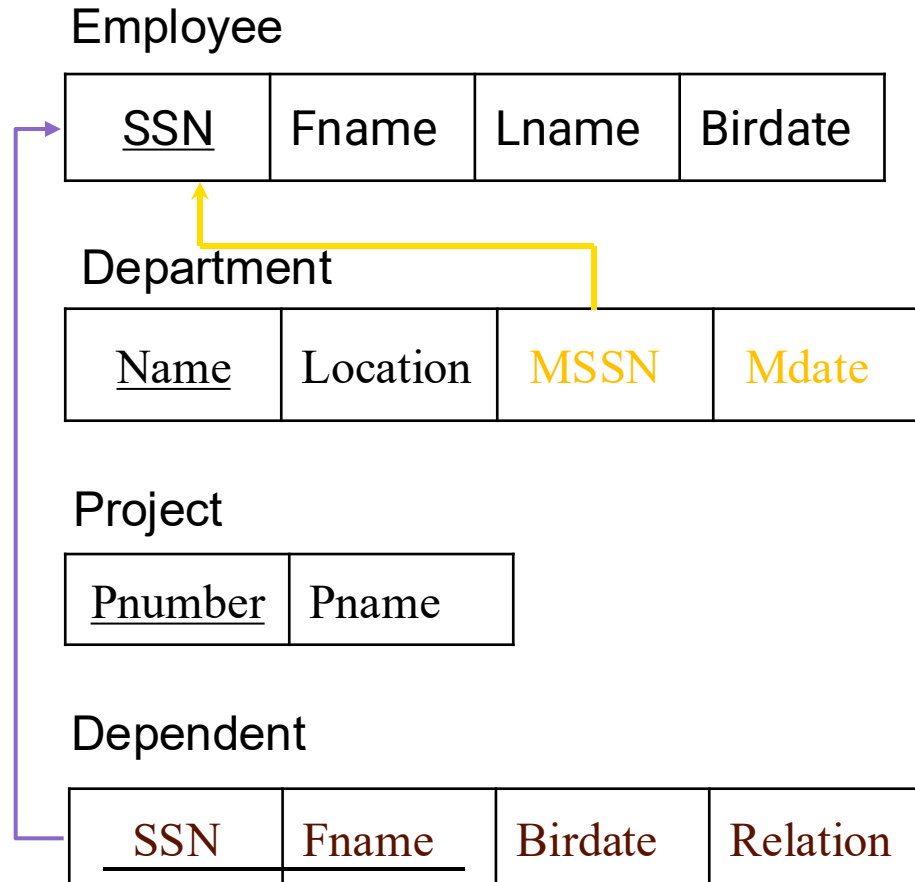 Employee
SSN Fname Lname Birdate
Department
Name Location MSSN Mdate
Project
Pnumber Pname
Dependent
SSN Fname Birdate Relation